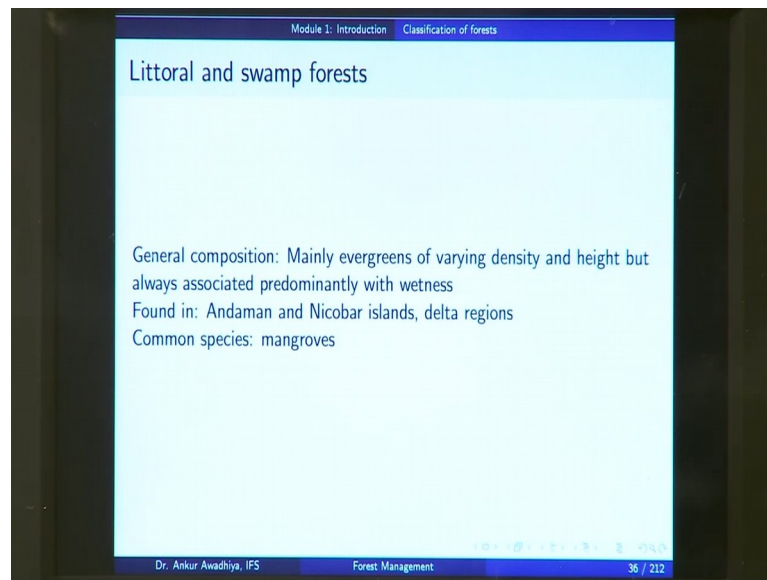 Module 1: Introduction Classification of forests
Littoral and swamp forests
General composition: Mainly evergreens of varying density and height but
always associated predominantly with wetness
Found in: Andaman and Nicobar islands, delta regions
Common species: mangroves
Dr. Ankur Awadhiya, IFS Forest Management 36 / 212